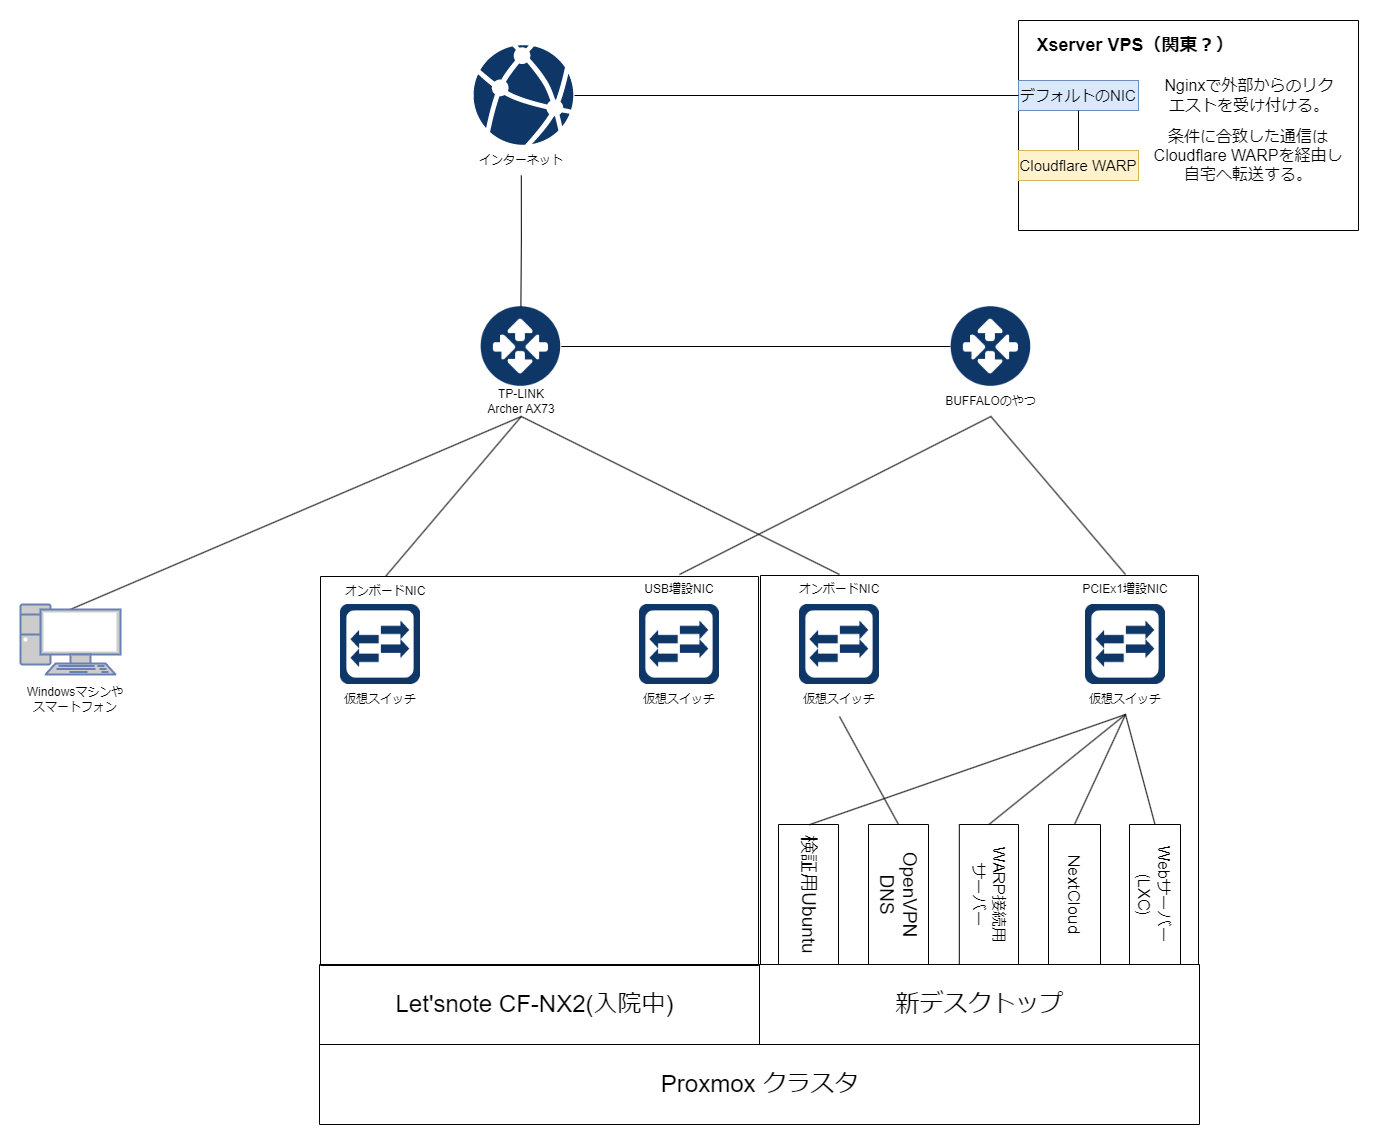 Xserver VPS（関東？）
デフォルトのNIC
Nginxで外部からのリク
エストを受け付ける。
Cloudflare WARP
条件に合致した通信は
Cloudflare WARPを経由し
自宅へ転送する。
インターネット
TP-LINK
Archer AX73
BUFFALOのやつ
オンボードNIC
USB増設NIC
オンボードNIC
PCIEx1増設NIC
仮想スイッチ
仮想スイッチ
仮想スイッチ
仮想スイッチ
Windowsマシンや
スマートフォン
検証用Ubuntu
OpenVPN
DNS
WARP接続用
サーバー
NextCloud
Webサーバー
(LXC)
Let'snote CF-NX2(入院中)
新デスクトップ
Proxmox クラスタ